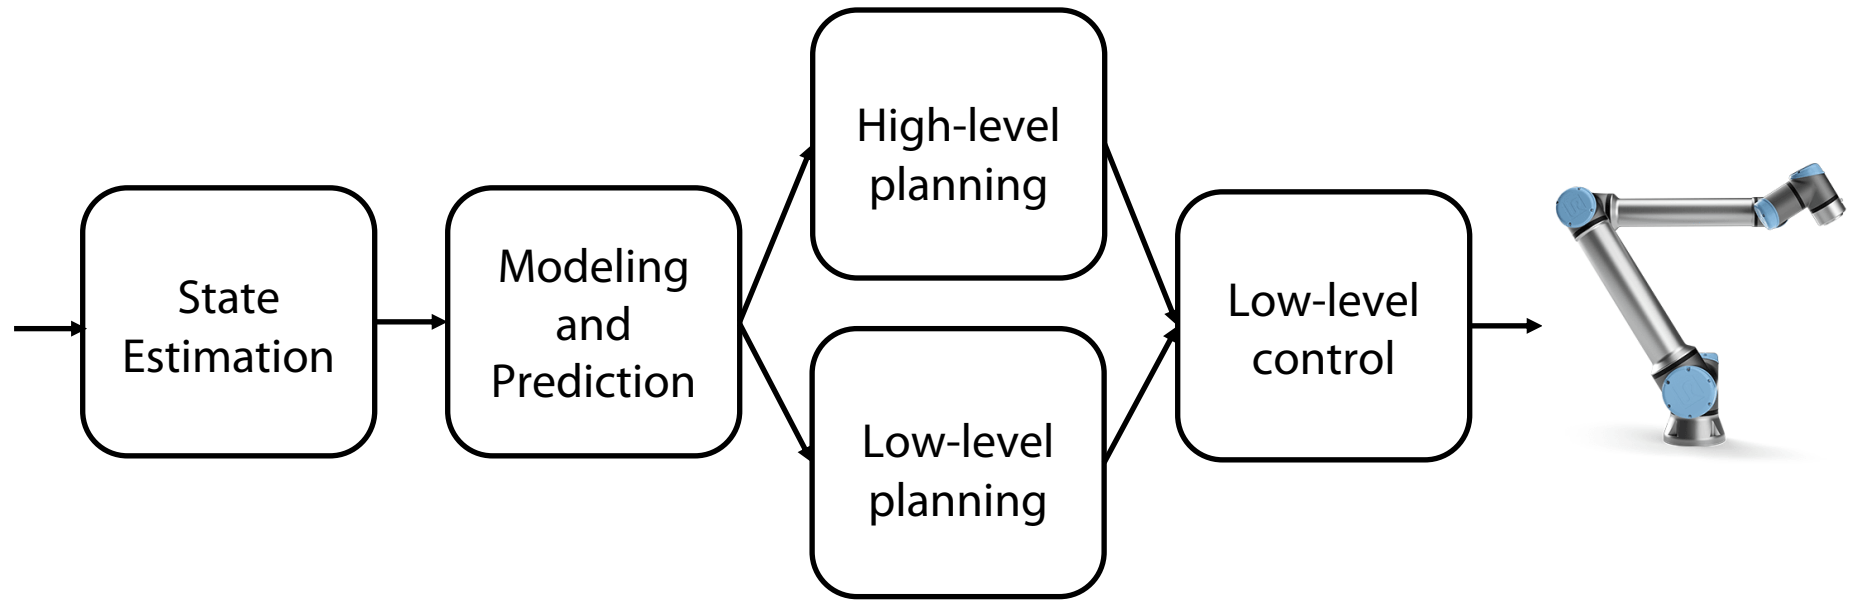 State
Estimation
Modeling
and
Prediction
High-level
planning
Low-level
planning
Low-level
control